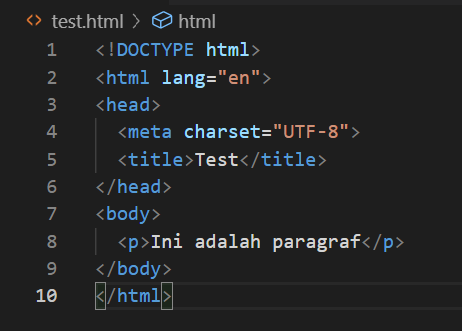 test.html > html
1 <!DOCTYPE html>
2 <html lang="en">
3 <head>
4   <meta charset="UTF-8">
5   <title>Test</title>
6 </head>
7 <body>
8   <p>Ini adalah paragraf</p>
9 </body>
10 </html>